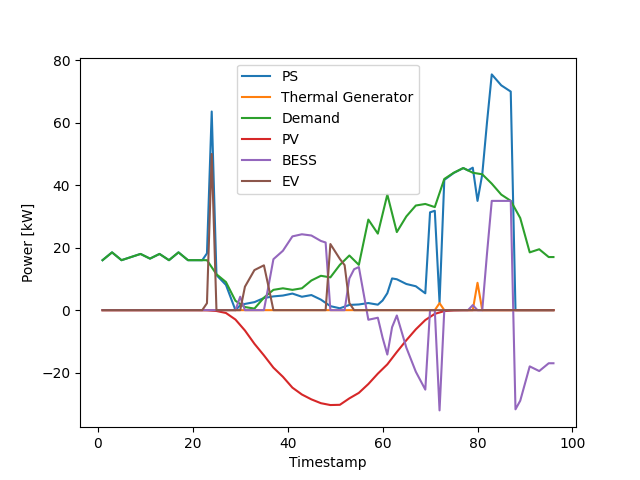 80
60
40
20
0
−20
Power [kW]
PS
Thermal Generator
Demand
PV
BESS
EV
0 20 40 60 80 100
Timestamp